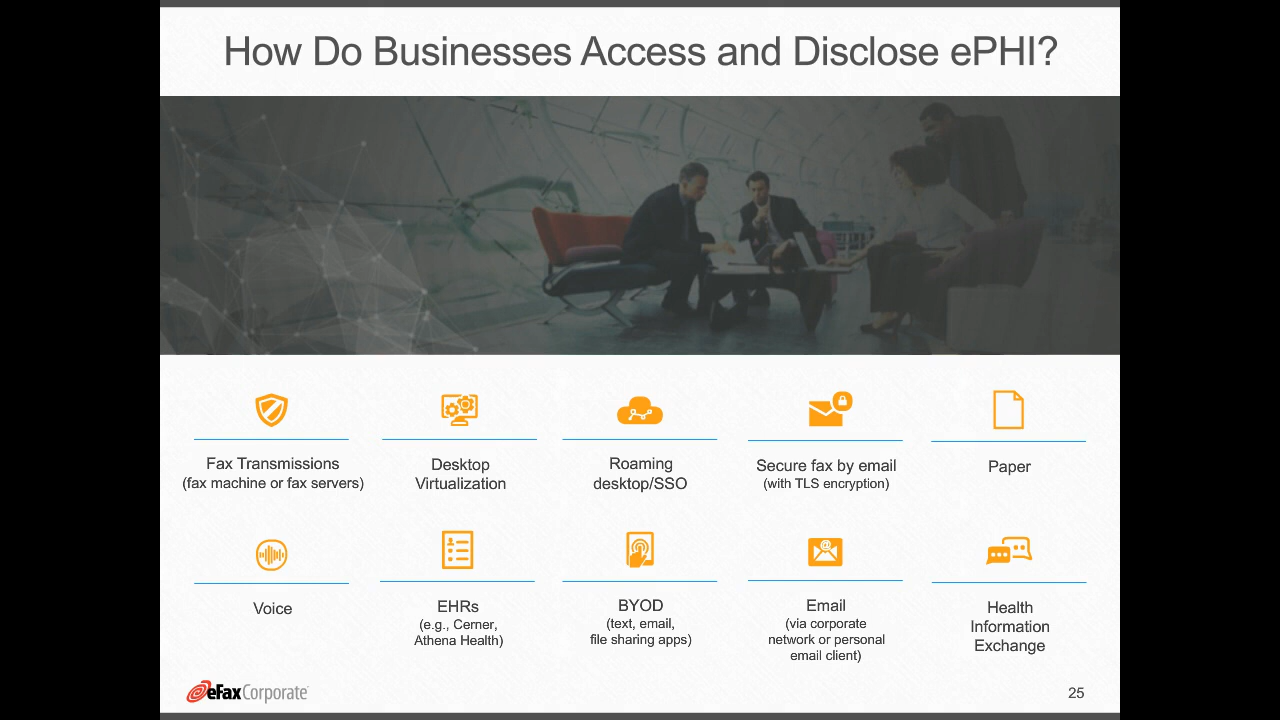 How Do Businesses Access and Disclose ePHI?
Fax Transmissions
(fax machine or fax servers)
Desktop
Virtualization
Roaming
desktop/SSO
Secure fax by email
(with TLS encryption)
Paper
Voice
EHRs
(e.g., Cerner,
Athena Health)
BYOD
(text, email,
file sharing apps)
Email
(via corporate
network or personal
email client)
Health
Information
Exchange
eFax Corporate
25